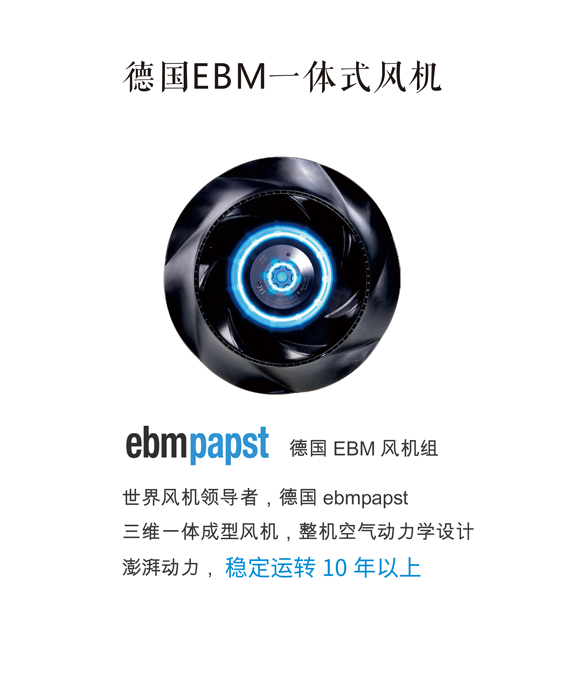 德国EBM一体式风机
ebmpapst 德国 EBM 风机组
世界风机领导者，德国 ebmpapst
三维一体成型风机，整机空气动力学设计
澎湃动力， 稳定运转 10 年以上